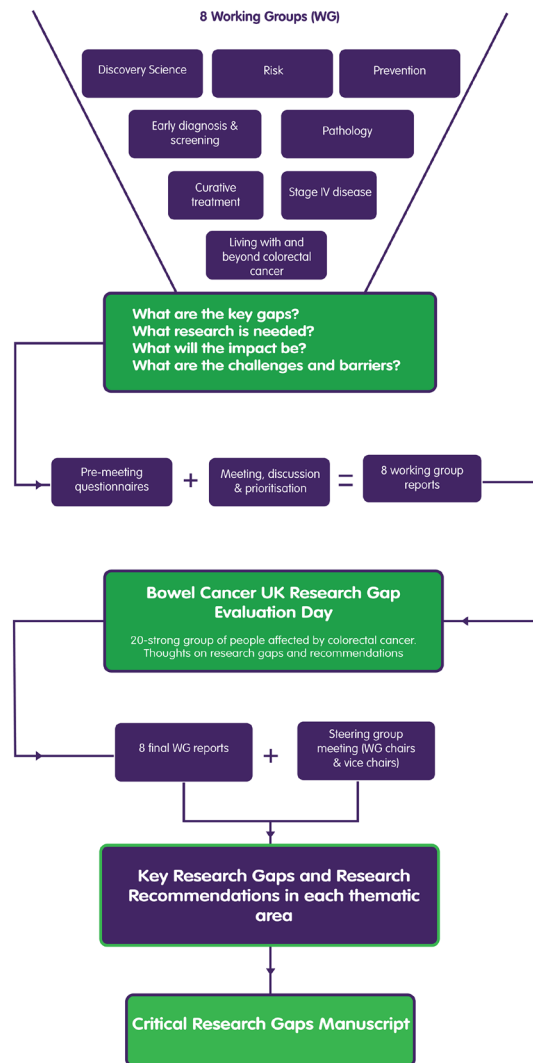 8 Working Groups (WG)
Discovery Science
Risk
Prevention
Early diagnosis &
screening
Pathology
Curative
treatment
Stage IV disease
Living with and
beyond colorectal
cancer
What are the key gaps?
What research is needed?
What will the impact be?
What are the challenges and barriers?
Pre-meeting
questionnaires
+
Meeting, discussion
& prioritisation
=
8 working group
reports
Bowel Cancer UK Research Gap
Evaluation Day
20-strong group of people affected by colorectal cancer.
Thoughts on research gaps and recommendations
8 final WG reports
+
Steering group
meeting (WG chairs
& vice chairs)
Key Research Gaps and Research
Recommendations in each thematic
area
Critical Research Gaps Manuscript